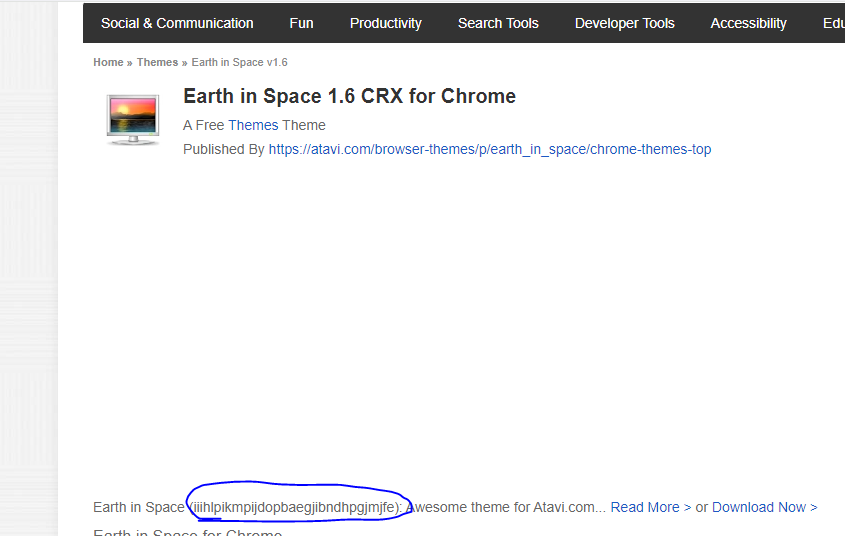 Social & Communication Fun Productivity Search Tools Developer Tools Accessibility Edu
Home » Themes » Earth in Space v1.6
Earth in Space 1.6 CRX for Chrome
A Free Themes Theme
Published By https://atavi.com/browser-themes/p/earth_in_space/chrome-themes-top
Earth in Space (iiihlpikmpijdopbaegjibndhpgjmjfe): Awesome theme for Atavi.com... Read More > or Download Now >
Earth in Space for Chrome